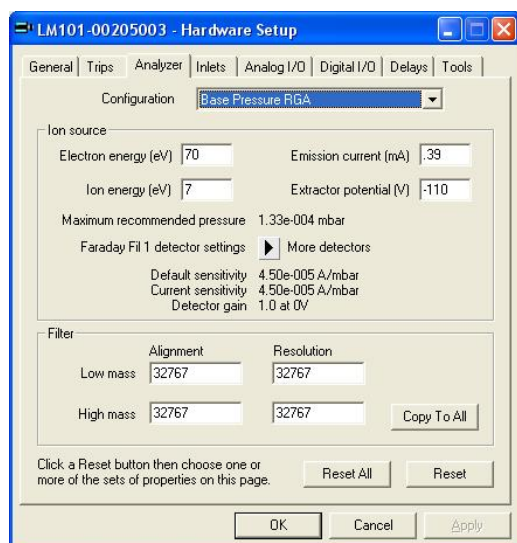 LM101-00205003 - Hardware Setup
General Trips Analyzer Inlets Analog I/O Digital I/O Delays Tools
Configuration Base Pressure RGA
Ion source
Electron energy (eV) 70 Emission current (mA) .39
Ion energy (eV) 7 Extractor potential (V) -110
Maximum recommended pressure 1.33e-004 mbar
Faraday Fil 1 detector settings More detectors
Default sensitivity 4.50e-005 A/mbar
Current sensitivity 4.50e-005 A/mbar
Detector gain 1.0 at 0V
Filter
Alignment Resolution
Low mass 32767 32767
High mass 32767 32767 Copy To All
Click a Reset button then choose one or
more of the sets of properties on this page. Reset All Reset
OK Cancel Apply